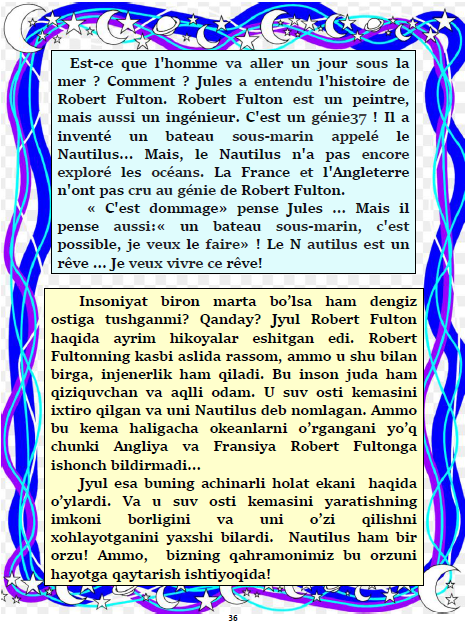 Est-ce que l'homme va aller un jour sous la
mer ? Comment ? Jules a entendu l'histoire de
Robert Fulton. Robert Fulton est un peintre,
mais aussi un ingénieur. C'est un génie37 ! Il a
inventé un bateau sous-marin appelé le
Nautilus... Mais, le Nautilus n'a pas encore
exploré les océans. La France et l'Angleterre
n'ont pas cru au génie de Robert Fulton.
« C'est dommage» pense Jules ... Mais il
pense aussi:« un bateau sous-marin, c'est
possible, je veux le faire» ! Le N autilus est un
rêve ... Je veux vivre ce rêve!
Insoniyat biron marta bo’lsa ham dengiz
ostiga tushganmi? Qanday? Jyul Robert Fulton
haqida ayrim hikoyalar eshitgan edi. Robert
Fultonning kasbi aslida rassom, ammo u shu bilan
birga, injenerlik ham qiladi. Bu inson juda ham
qiziquvchan va aqlli odam. U suv osti kemasini
ixtiro qilgan va uni Nautilus deb nomlagan. Ammo
bu kema haligacha okeanlarni o’rgangani yo’q
chunki Angliya va Fransiya Robert Fultonga
ishonch bildirmadi...
Jyul esa buning achinarli holat ekani haqida
o’ylardi. Va u suv osti kemasini yaratishning
imkoni borligini va uni o’zi qilishni
xohlayotganini yaxshi bilardi. Nautilus ham bir
orzu! Ammo, bizning qahramonimiz bu orzuni
hayotga qaytarish ishtiyoqida!
36